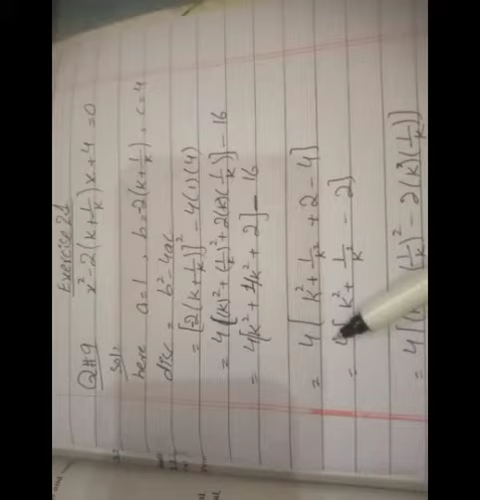 Exercise 2.1
Q#9 x²-2(k+1/k)x+4=0
Sol:
here a=1, b=-2(k+1/k), c=4
disc = b²-4ac
= [-2(k+1/k)]² - 4(1)(4)
= 4[(k)²+(1/k)²+2(k)(1/k)] - 16
= 4[k²+1/k²+2] - 16
= 4[k²+1/k²+2-4]
= 4[k²+1/k²-2]
= 4[(k (1/k)²-2(k)(1/k)]